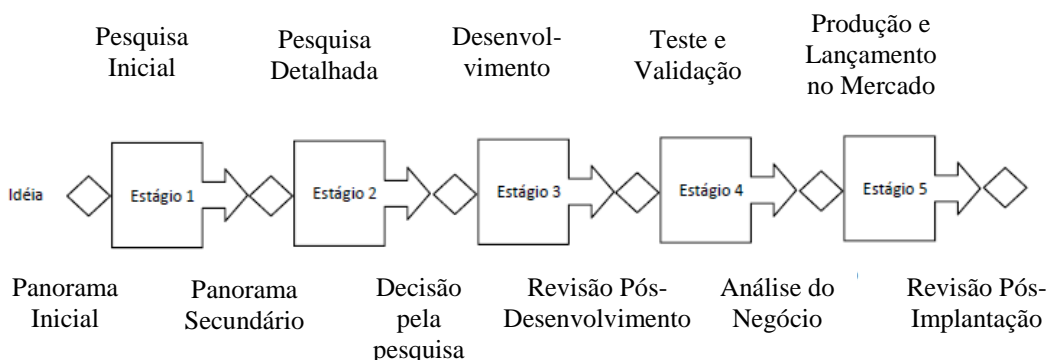 Pesquisa
Inicial
Pesquisa
Detalhada
Desenvol-
vimento
Teste e
Validação
Produção e
Lançamento
no Mercado
Idéia
Estágio 1
Estágio 2
Estágio 3
Estágio 4
Estágio 5
Panorama
Inicial
Panorama
Secundário
Decisão
pela
pesquisa
Revisão Pós-
Desenvolvimento
Análise do
Negócio
Revisão Pós-
Implantação